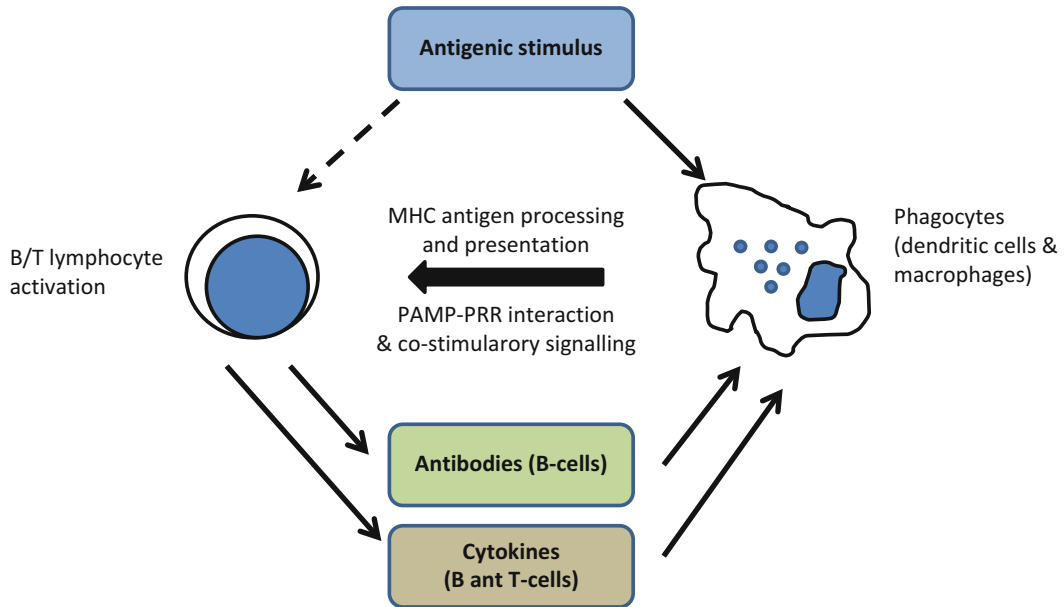 Antigenic stimulus
MHC antigen processing
and presentation
B/T lymphocyte
activation
PAMP-PRR interaction
& co-stimularory signalling
Phagocytes
(dendritic cells &
macrophages)
Antibodies (B-cells)
Cytokines
(B ant T-cells)